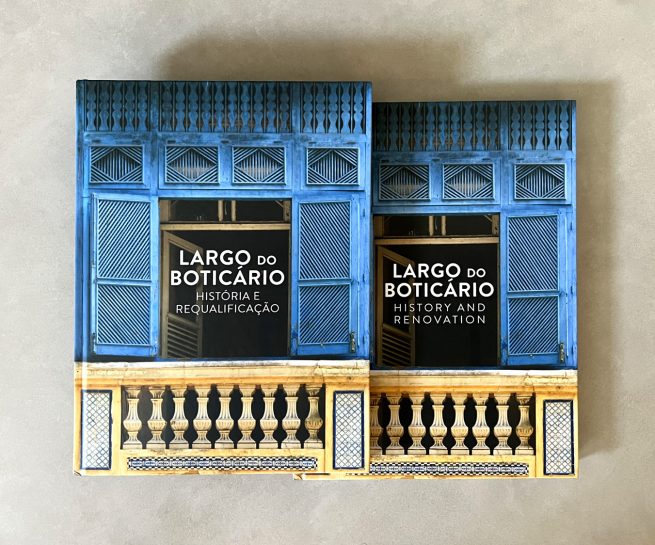 LARGO DO
BOTICÁRIO
HISTÓRIA E
REQUALIFICAÇÃO
LARGO DO
BOTICÁRIO
HISTORY AND
RENOVATION